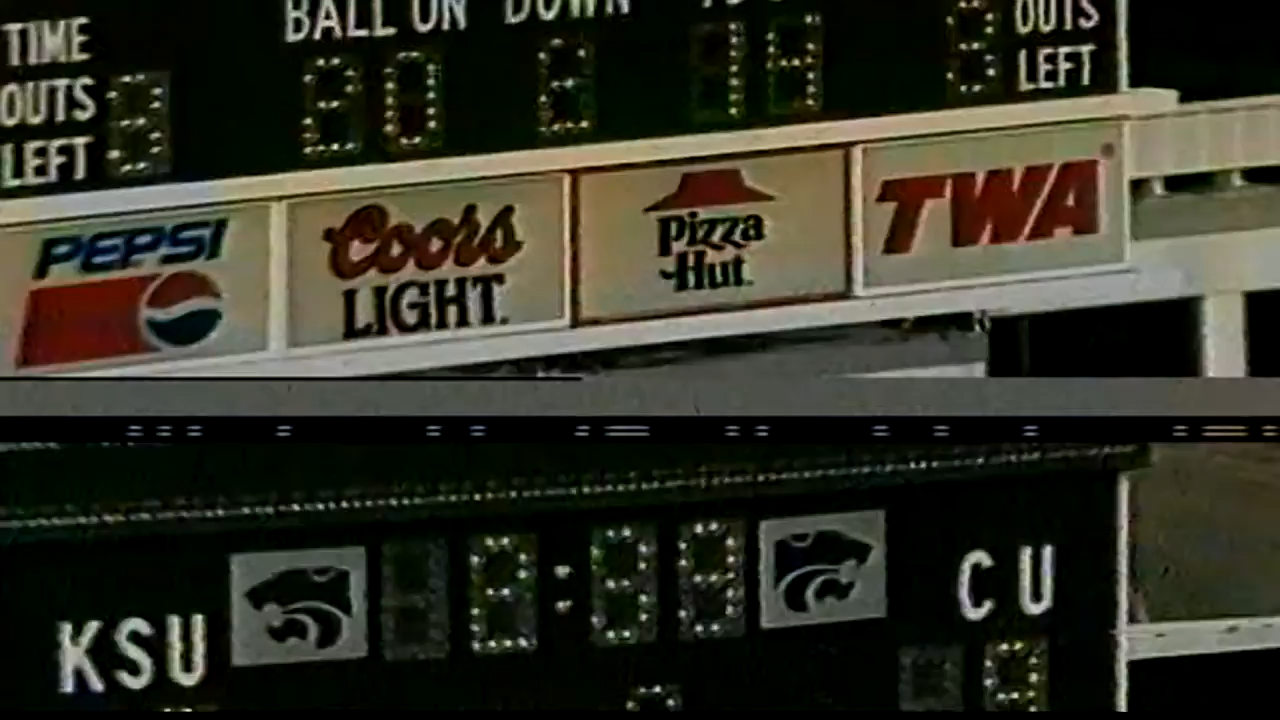 TIME
OUTS
LEFT
BALL ON
DOWN
OUTS
LEFT
PEPSI
Coors
LIGHT
Pizza
Hut
TWA
KSU
CU